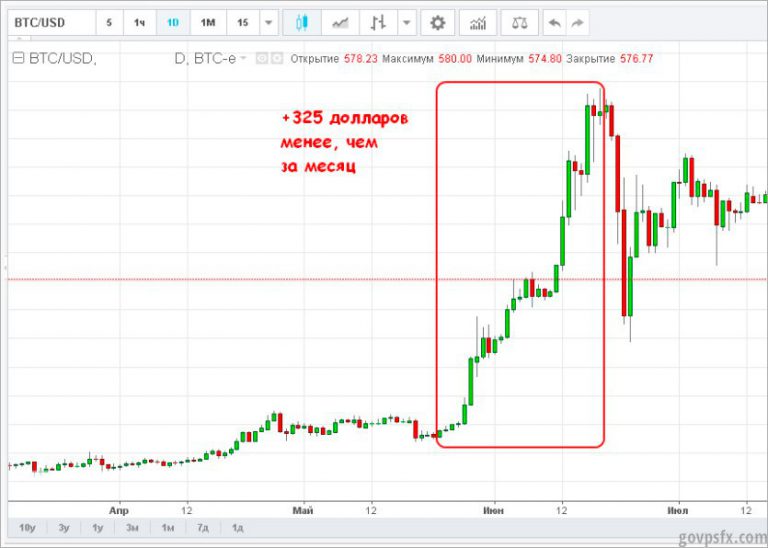 BTC/USD 5 1ч 1D 1М 15
BTC/USD, D, BTC-e Открытие 578.23 Максимум 580.00 Минимум 574.80 Закрытие 576.77
+325 долларов
менее, чем
за месяц
Апр 12 Май 12 Июн 12 Июл 12
10у 3у 1у 3м 1м 7д 1д
govpsfx.com